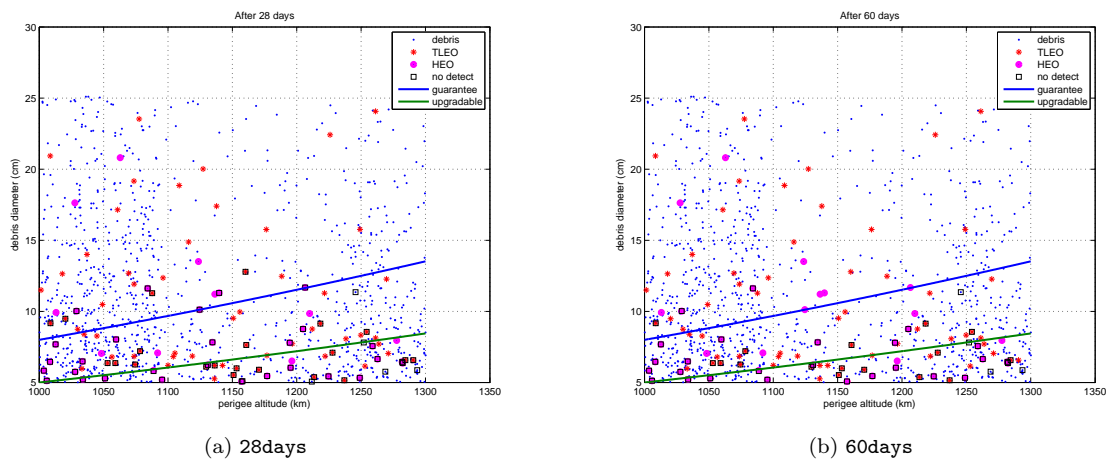 After 28 days
30
25
20
15
10
5
1000
1050
1100
1150
1200
1250
1300
1350
debris diameter (cm)
perigee altitude (km)
debris
TLEO
HEO
no detect
guarantee
upgradable
(a) 28days
After 60 days
30
25
20
15
10
5
1000
1050
1100
1150
1200
1250
1300
1350
debris diameter (cm)
perigee altitude (km)
debris
TLEO
HEO
no detect
guarantee
upgradable
(b) 60days